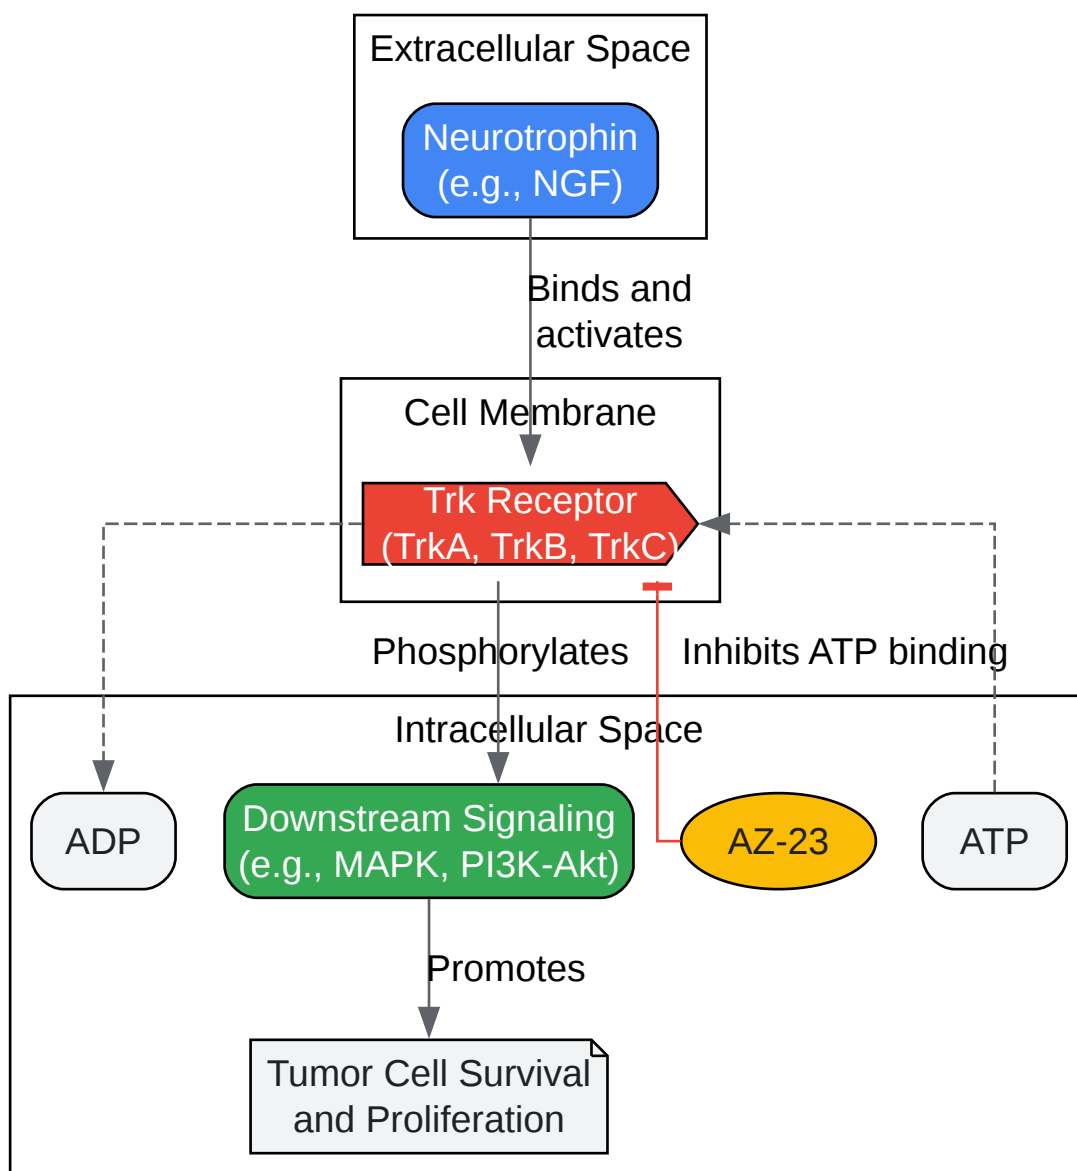 Extracellular Space
Neurotrophin
(e.g., NGF)
Binds and
activates
Cell Membrane
Trk Receptor
(TrkA, TrkB, TrkC)
Phosphorylates
Inhibits ATP binding
Intracellular Space
ADP
Downstream Signaling
(e.g., MAPK, PI3K-Akt)
AZ-23
ATP
Promotes
Tumor Cell Survival
and Proliferation